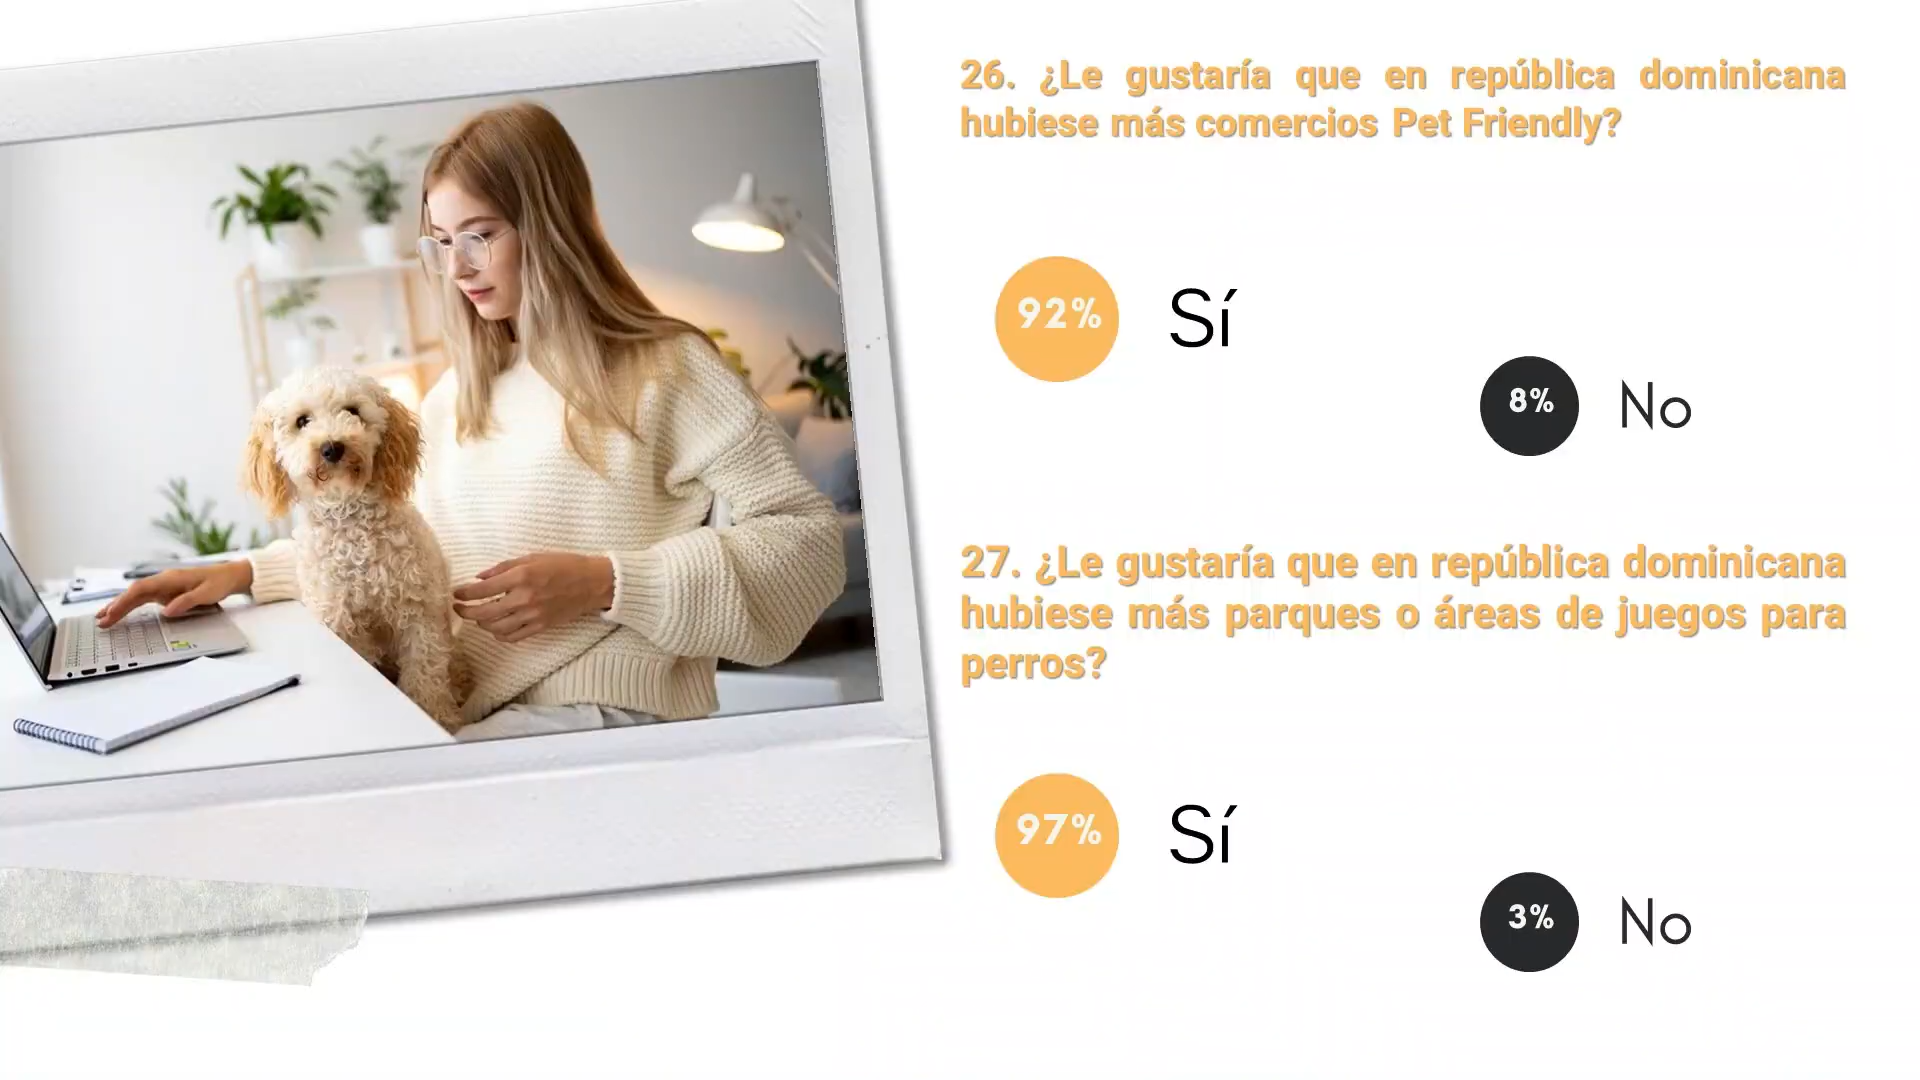 26. ¿Le gustaría que en república dominicana
hubiese más comercios Pet Friendly?
92% Sí
8% No
27. ¿Le gustaría que en república dominicana
hubiese más parques o áreas de juegos para
perros?
97% Sí
3% No